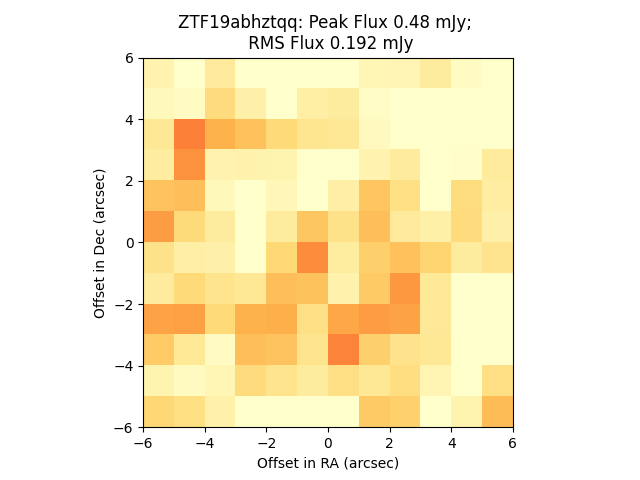 ZTF19abhztqq: Peak Flux 0.48 mJy;
RMS Flux 0.192 mJy
6
4
2
0
−2
−4
−6
Offset in Dec (arcsec)
−6 −4 −2 0 2 4 6
Offset in RA (arcsec)